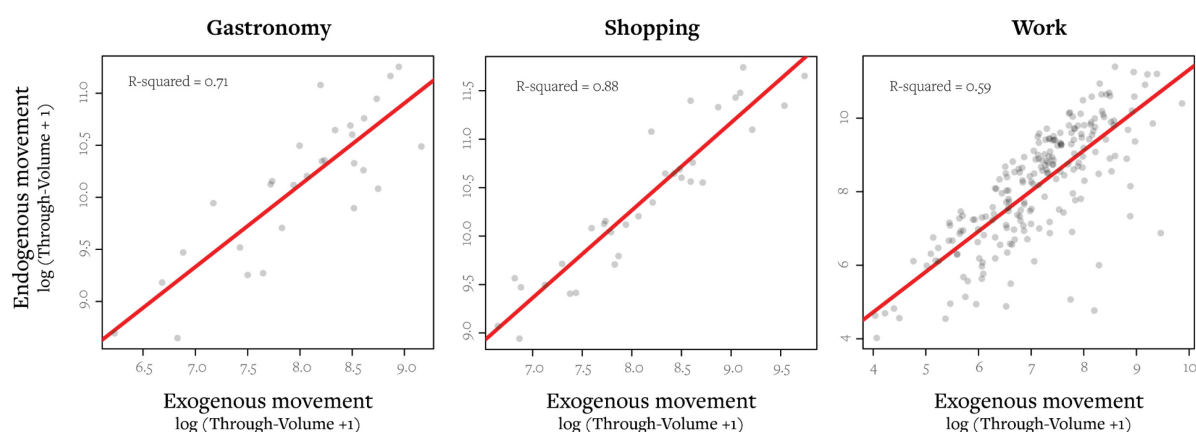 Gastronomy
Shopping
Work
Endogenous movement
log (Through-Volume + 1)
R-squared = 0.71
9.0
9.5
10.0
10.5
11.0
6.5
7.0
7.5
8.0
8.5
9.0
Exogenous movement
log (Through-Volume +1)
R-squared = 0.88
9.0
9.5
10.0
10.5
11.0
11.5
7.0
7.5
8.0
8.5
9.0
9.5
Exogenous movement
log (Through-Volume +1)
R-squared = 0.59
4
6
8
10
4
5
6
7
8
9
10
Exogenous movement
log (Through-Volume +1)